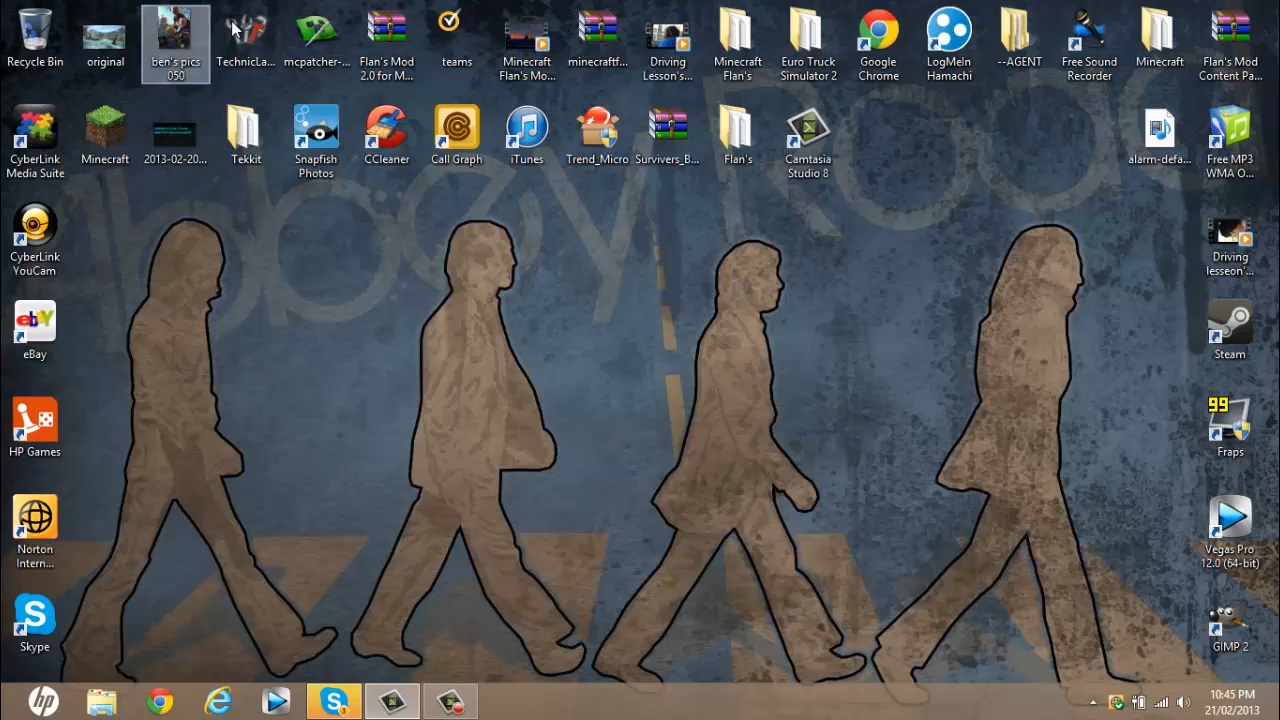 Recycle Bin
original
ben's pics
050
TechnicLa...
mcpatcher-...
Flan's Mod
2.0 for M...
teams
Minecraft
Flan's Mo...
minecraftf...
Driving
Lesson's...
Minecraft
Flan's
Euro Truck
Simulator 2
Google
Chrome
LogMeIn
Hamachi
--AGENT
Free Sound
Recorder
Minecraft
Flan's Mod
Content Pa...
CyberLink
Media Suite
Minecraft
2013-02-20...
Tekkit
Snapfish
Photos
CCleaner
Call Graph
iTunes
Trend_Micro
Survivers_B...
Flan's
Camtasia
Studio 8
alarm-defa...
Free MP3
WMA O...
Abbey Road
CyberLink
YouCam
Driving
lesseon'...
ebY
eBay
Steam
HP Games
99
Fraps
Norton
Intern...
Vegas Pro
12.0 (64-bit)
S
Skype
GIMP 2
hp
10:45 PM
21/02/2013